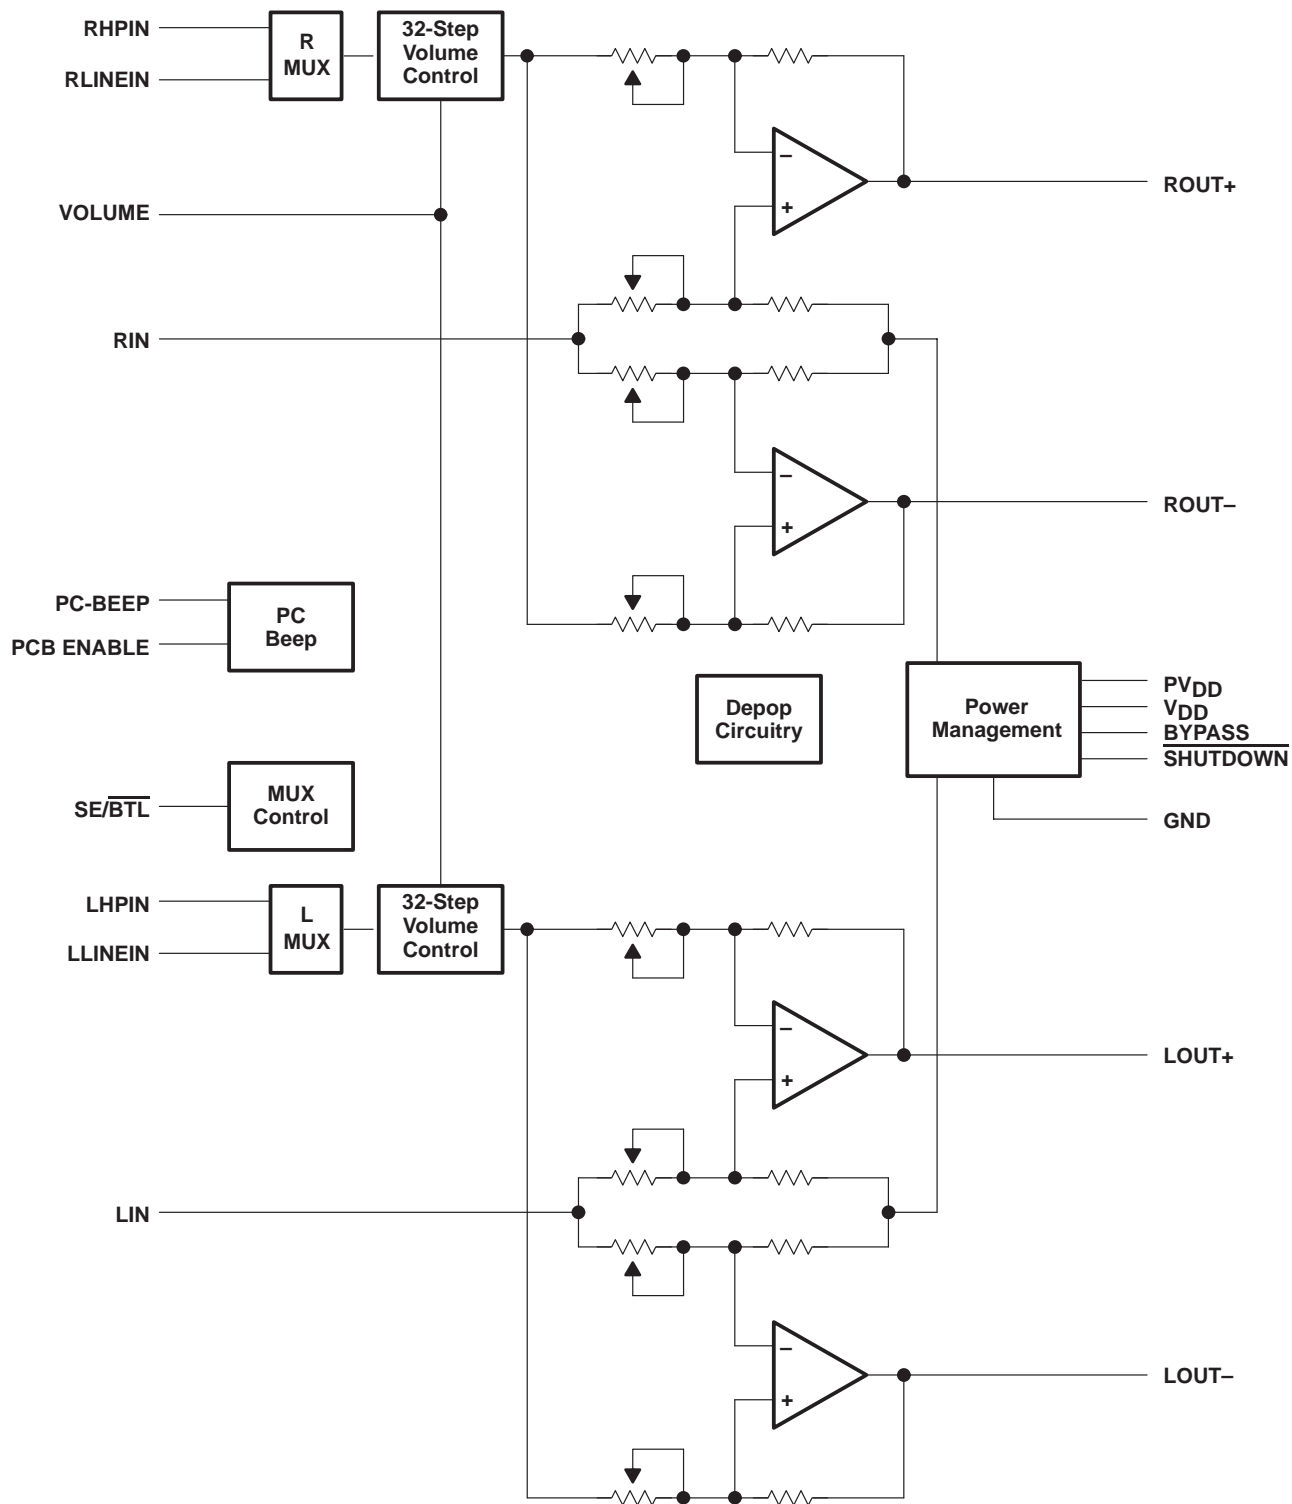 RHPIN
RLINEIN
R
MUX
32-Step
Volume
Control
–
+
ROUT+
VOLUME
RIN
–
+
ROUT–
PC-BEEP
PCB ENABLE
PC
Beep
Depop
Circuitry
Power
Management
PVDD
VDD
BYPASS
SHUTDOWN
GND
SE/BTL
MUX
Control
LHPIN
LLINEIN
L
MUX
32-Step
Volume
Control
–
+
LOUT+
LIN
–
+
LOUT–